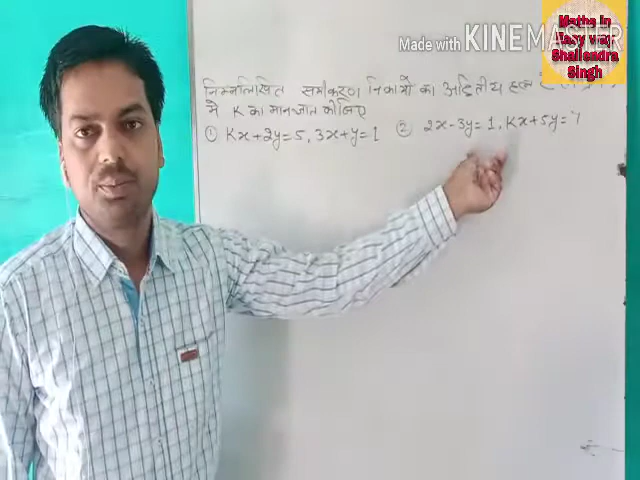 Made with KINEMASTER
Maths In
Easy way
Shailendra
Singh
निम्नलिखित समीकरण निकायों का अद्वितीय हल है
में K का मान ज्ञात कीजिए
① Kx+2y=5, 3x+y=1 ② 2x-3y=1, Kx+5y=7